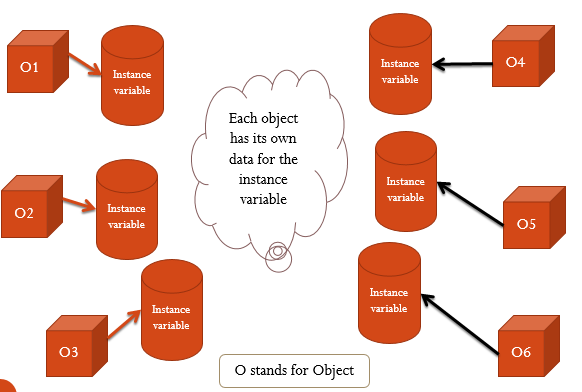 O1
Instance
variable
O2
Instance
variable
O3
Instance
variable
Each object
has its own
data for the
instance
variable
Instance
variable
O4
Instance
variable
O5
Instance
variable
O6
O stands for Object